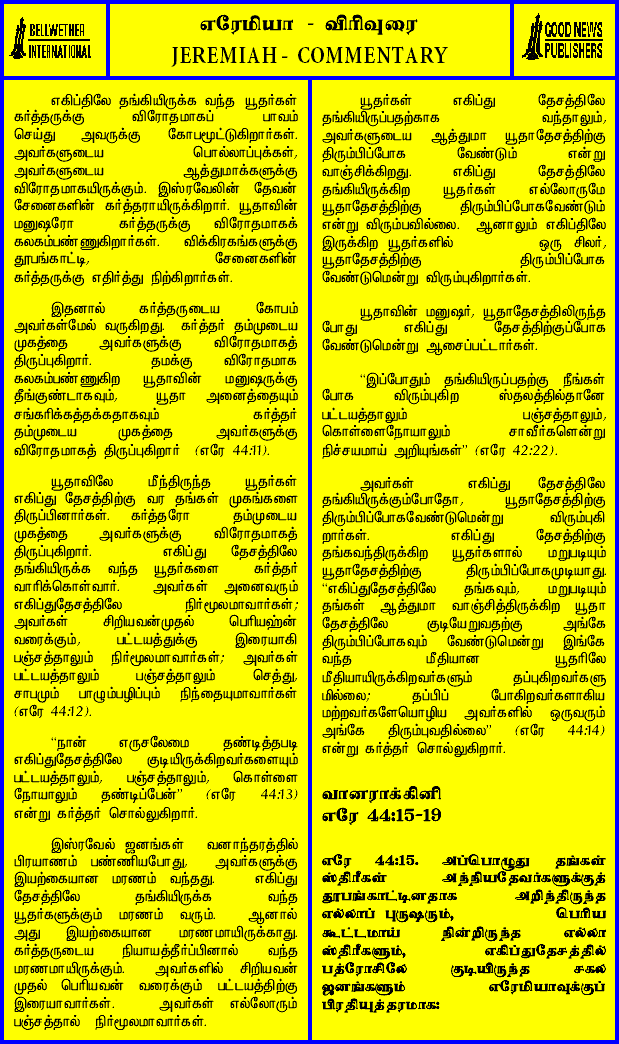 BELLWETHER
INTERNATIONAL
எரேமியா - விரிவுரை
JEREMIAH - COMMENTARY
GOOD NEWS
PUBLISHERS
எகிப்திலே தங்கியிருக்க வந்த யூதர்கள்
கர்த்தருக்கு விரோதமாகப் பாவம்
செய்து அவருக்கு கோபமூட்டுகிறார்கள்.
அவர்களுடைய பொல்லாப்புக்கள்,
அவர்களுடைய ஆத்துமாக்களுக்கு
விரோதமாகயிருக்கும். இஸ்ரவேலின் தேவன்
சேனைகளின் கர்த்தராயிருக்கிறார். யூதாவின்
மனுஷரோ கர்த்தருக்கு விரோதமாகக்
கலகம்பண்ணுகிறார்கள். விக்கிரகங்களுக்கு
தூபங்காட்டி, சேனைகளின்
கர்த்தருக்கு எதிர்த்து நிற்கிறார்கள்.
இதனால் கர்த்தருடைய கோபம்
அவர்கள்மேல் வருகிறது. கர்த்தர் தம்முடைய
முகத்தை அவர்களுக்கு விரோதமாகத்
திருப்புகிறார். தமக்கு விரோதமாக
கலகம்பண்ணுகிற யூதாவின் மனுஷருக்கு
தீங்குண்டாகவும், யூதா அனைத்தையும்
சங்கரிக்கத்தக்கதாகவும் கர்த்தர்
தம்முடைய முகத்தை அவர்களுக்கு
விரோதமாகத் திருப்புகிறார் (எரே 44:11).
யூதாவிலே மீந்திருந்த யூதர்கள்
எகிப்து தேசத்திற்கு வர தங்கள் முகங்களை
திருப்பினார்கள். கர்த்தரோ தம்முடைய
முகத்தை அவர்களுக்கு விரோதமாகத்
திருப்புகிறார். எகிப்து தேசத்திலே
தங்கியிருக்க வந்த யூதர்களை கர்த்தர்
வாரிக்கொள்வார். அவர்கள் அனைவரும்
எகிப்துதேசத்திலே நிர்மூலமாவார்கள்;
அவர்கள் சிறியவன்முதல் பெரியஹ்ன்
வரைக்கும், பட்டயத்துக்கு இரையாகி
பஞ்சத்தாலும் நிர்மூலமாவார்கள்; அவர்கள்
பட்டயத்தாலும் பஞ்சத்தாலும் செத்து,
சாபமும் பாழும்பழிப்பும் நிந்தையுமாவார்கள்
(எரே 44:12).
“நான் எருசலேமை தண்டித்தபடி
எகிப்துதேசத்திலே குடியிருக்கிறவர்களையும்
பட்டயத்தாலும், பஞ்சத்தாலும், கொள்ளை
நோயாலும் தண்டிப்பேன்” (எரே 44:13)
என்று கர்த்தர் சொல்லுகிறார்.
இஸ்ரவேல் ஜனங்கள் வனாந்தரத்தில்
பிரயாணம் பண்ணியபோது, அவர்களுக்கு
இயற்கையான மரணம் வந்தது. எகிப்து
தேசத்திலே தங்கியிருக்க வந்த
யூதர்களுக்கும் மரணம் வரும். ஆனால்
அது இயற்கையான மரணமாயிருக்காது.
கர்த்தருடைய நியாயத்தீர்ப்பினால் வந்த
மரணமாயிருக்கும். அவர்களில் சிறியவன்
முதல் பெரியவன் வரைக்கும் பட்டயத்திற்கு
இரையாவார்கள். அவர்கள் எல்லோரும்
பஞ்சத்தால் நிர்மூலமாவார்கள்.
யூதர்கள் எகிப்து தேசத்திலே
தங்கியிருப்பதற்காக வந்தாலும்,
அவர்களுடைய ஆத்துமா யூதாதேசத்திற்கு
திரும்பிப்போக வேண்டும் என்று
வாஞ்சிக்கிறது. எகிப்து தேசத்திலே
தங்கியிருக்கிற யூதர்கள் எல்லோருமே
யூதாதேசத்திற்கு திரும்பிப்போகவேண்டும்
என்று விரும்பவில்லை. ஆனாலும் எகிப்திலே
இருக்கிற யூதர்களில் ஒரு சிலர்,
யூதாதேசத்திற்கு திரும்பிப்போக
வேண்டுமென்று விரும்புகிறார்கள்.
யூதாவின் மனுஷர், யூதாதேசத்திலிருந்த
போது எகிப்து தேசத்திற்குப்போக
வேண்டுமென்று ஆசைப்பட்டார்கள்.
“இப்போதும் தங்கியிருப்பதற்கு நீங்கள்
போக விரும்புகிற ஸ்தலத்தில்தானே
பட்டயத்தாலும் பஞ்சத்தாலும்,
கொள்ளைநோயாலும் சாவீர்களென்று
நிச்சயமாய் அறியுங்கள்” (எரே 42:22).
அவர்கள் எகிப்து தேசத்திலே
தங்கியிருக்கும்போதோ, யூதாதேசத்திற்கு
திரும்பிப்போகவேண்டுமென்று விரும்புகி
றார்கள். எகிப்து தேசத்திற்கு
தங்கவந்திருக்கிற யூதர்களால் மறுபடியும்
யூதாதேசத்திற்கு திரும்பிப்போகமுடியாது.
“எகிப்துதேசத்திலே தங்கவும், மறுபடியும்
தங்கள் ஆத்துமா வாஞ்சித்திருக்கிற யூதா
தேசத்திலே குடியேறுவதற்கு அங்கே
திரும்பிப்போகவும் வேண்டுமென்று இங்கே
வந்த மீதியான யூதரிலே
மீதியாயிருக்கிறவர்களும் தப்புகிறவர்களு
மில்லை; தப்பிப் போகிறவர்களாகிய
மற்றவர்களேயொழிய அவர்களில் ஒருவரும்
அங்கே திரும்புவதில்லை” (எரே 44:14)
என்று கர்த்தர் சொல்லுகிறார்.
வானராக்கினி
எரே 44:15-19
எரே 44:15. அப்பொழுது தங்கள்
ஸ்திரீகள் அந்நியதேவர்களுக்குத்
தூபங்காட்டினதாக அறிந்திருந்த
எல்லாப் புருஷரும், பெரிய
கூட்டமாய் நின்றிருந்த எல்லா
ஸ்திரீகளும், எகிப்துதேசத்தில்
பத்ரோசிலே குடியிருந்த சகல
ஜனங்களும் எரேமியாவுக்குப்
பிரதியுத்தரமாக: